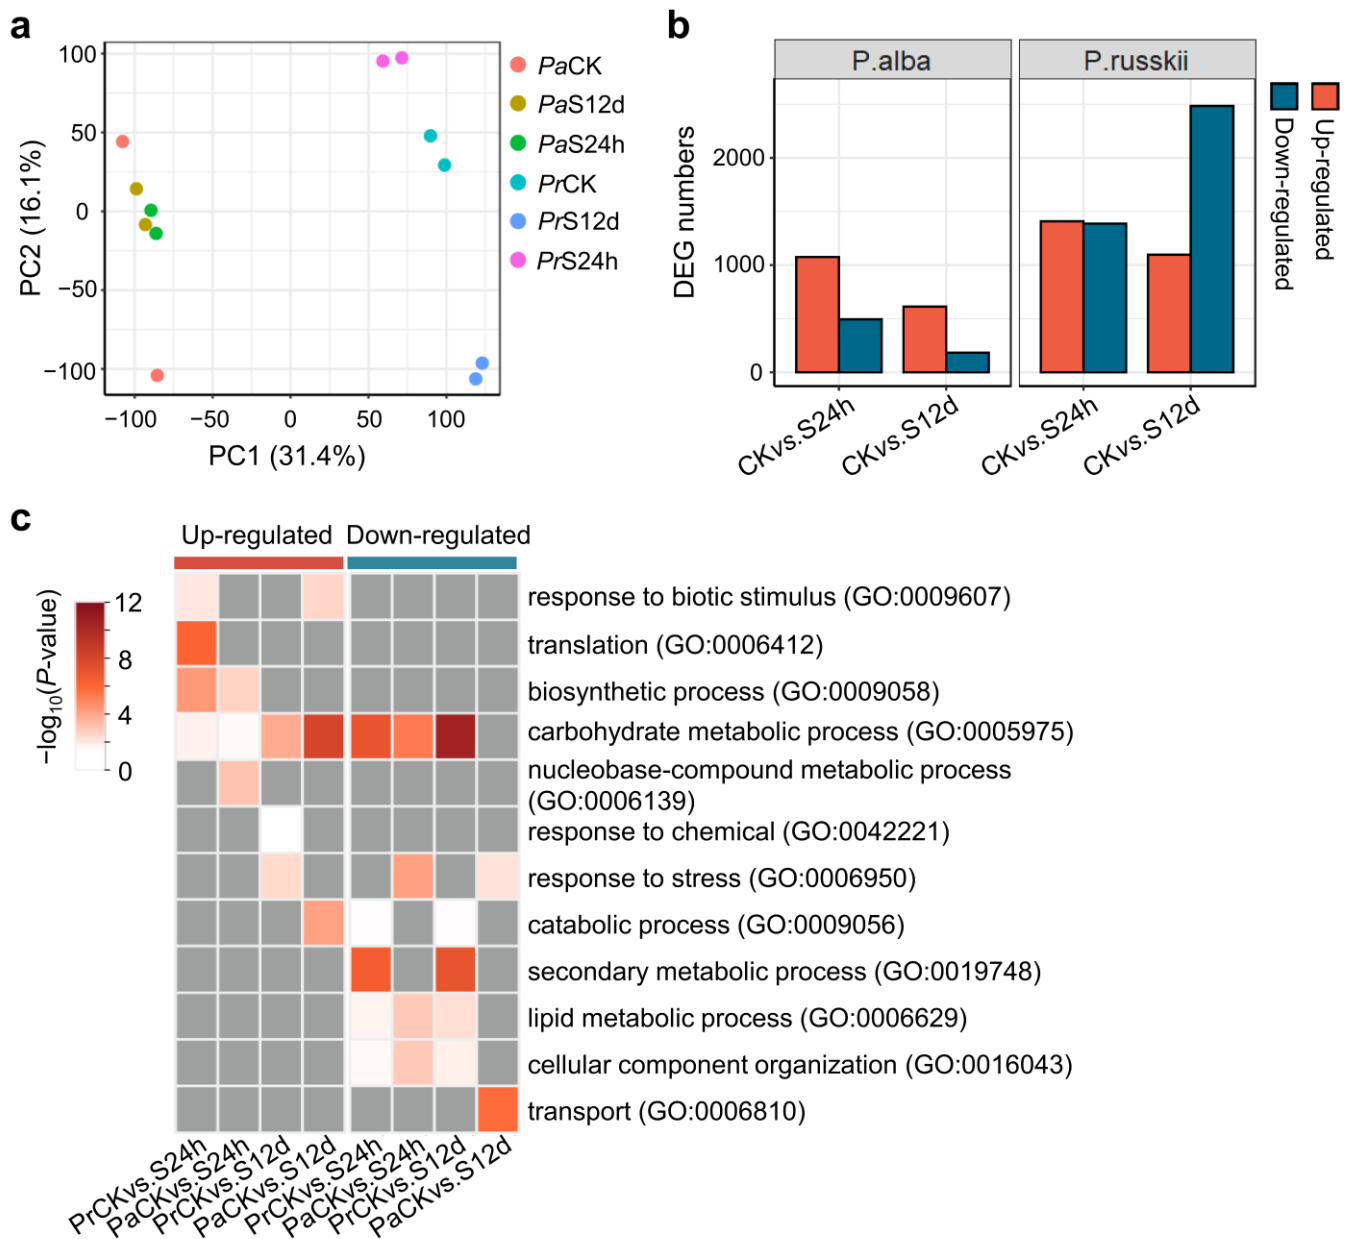 a
100
50
0
−50
−100
−100
−50
0
50
100
PC2 (16.1%)
PC1 (31.4%)
PaCK
PaS12d
PaS24h
PrCK
PrS12d
PrS24h
b
P.alba
P.russkii
DEG numbers
2000
1000
0
CKvs.S24h
CKvs.S12d
CKvs.S24h
CKvs.S12d
Down-regulated
Up-regulated
c
Up-regulated
Down-regulated
−log10(P-value)
12
8
4
0
response to biotic stimulus (GO:0009607)
translation (GO:0006412)
biosynthetic process (GO:0009058)
carbohydrate metabolic process (GO:0005975)
nucleobase-compound metabolic process
(GO:0006139)
response to chemical (GO:0042221)
response to stress (GO:0006950)
catabolic process (GO:0009056)
secondary metabolic process (GO:0019748)
lipid metabolic process (GO:0006629)
cellular component organization (GO:0016043)
transport (GO:0006810)
PrCKvs.S24h
PaCKvs.S24h
PrCKvs.S12d
PaCKvs.S12d
PrCKvs.S24h
PaCKvs.S24h
PrCKvs.S12d
PaCKvs.S12d